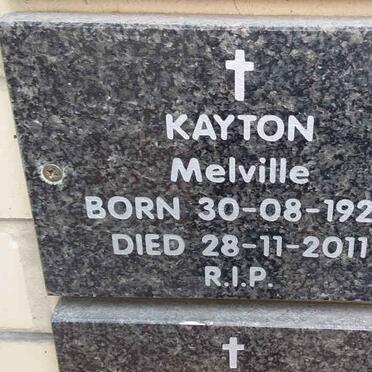 KAYTON
Melville
BORN 30-08-192
DIED 28-11-2011
R.I.P.